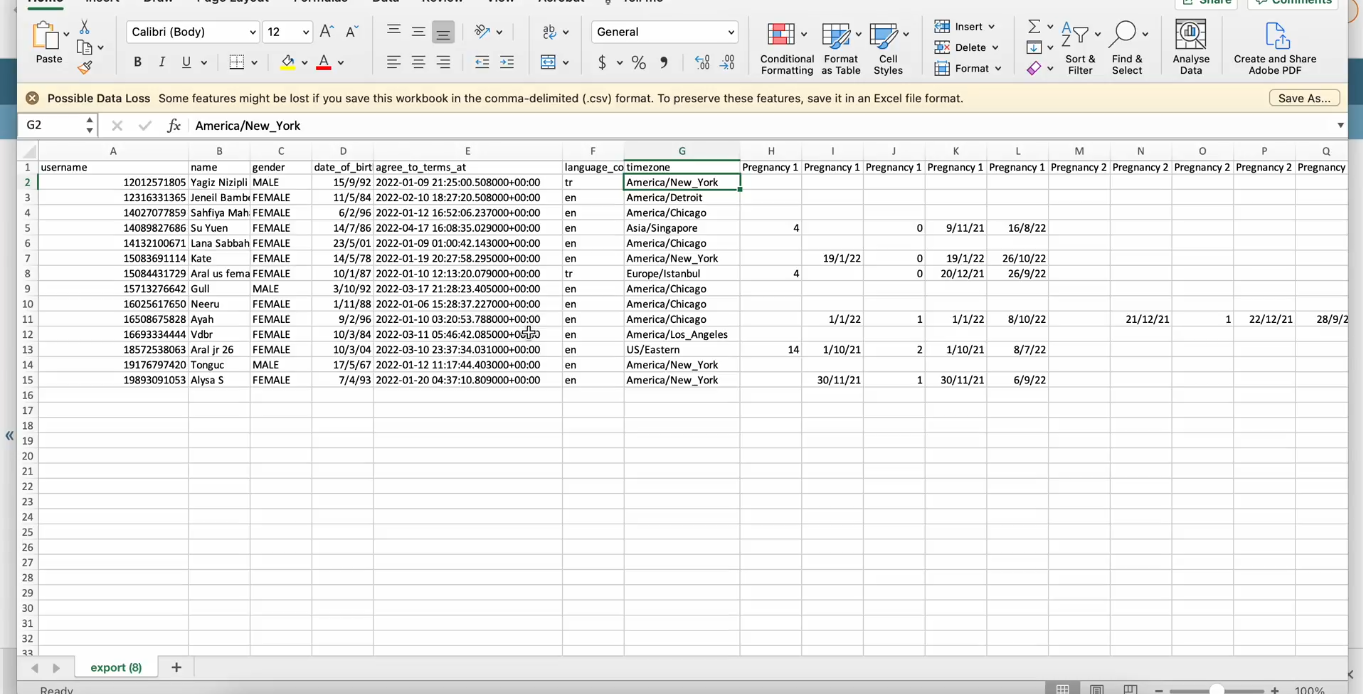 Home Insert Draw Page Layout Formulas Data Review View Acrobat Tell me Share Comments
Calibri (Body) 12 General Insert
Delete
Format
Paste B I U $ % Conditional Formatting Format as Table Cell Styles Sort & Filter Find & Select Analyse Data Create and Share Adobe PDF
Possible Data Loss Some features might be lost if you save this workbook in the comma-delimited (.csv) format. To preserve these features, save it in an Excel file format. Save As...
G2 fx America/New_York
A B C D E F G H I J K L M N O P Q
1 username name gender date_of_birt agree_to_terms_at language_co timezone Pregnancy 1 Pregnancy 1 Pregnancy 1 Pregnancy 1 Pregnancy 1 Pregnancy 2 Pregnancy 2 Pregnancy 2 Pregnancy 2 Pregnancy
2 12012571805 Yagiz Nizipli MALE 15/9/92 2022-01-09 21:25:00.508000+00:00 tr America/New_York
3 12316331365 Jeneil Bambe FEMALE 11/5/84 2022-02-10 18:27:20.508000+00:00 en America/Detroit
4 14027077859 Sahfiya Mah FEMALE 6/2/96 2022-01-12 16:52:06.237000+00:00 en America/Chicago
5 14089827686 Su Yuen FEMALE 14/7/86 2022-04-17 16:08:35.029000+00:00 en Asia/Singapore 4 0 9/11/21 16/8/22
6 14132100671 Lana Sabbah FEMALE 23/5/01 2022-01-09 01:00:42.143000+00:00 en America/Chicago
7 15083691114 Kate FEMALE 14/5/78 2022-01-19 20:27:58.295000+00:00 en America/New_York 19/1/22 0 19/1/22 26/10/22
8 15084431729 Aral us fema FEMALE 10/1/87 2022-01-10 12:13:20.079000+00:00 tr Europe/Istanbul 4 0 20/12/21 26/9/22
9 15713276642 Gull MALE 3/10/92 2022-03-17 21:28:23.405000+00:00 en America/Chicago
10 16025617650 Neeru FEMALE 1/11/88 2022-01-06 15:28:37.227000+00:00 en America/Chicago
11 16508675828 Ayah FEMALE 9/2/96 2022-01-10 03:20:53.788000+00:00 en America/Chicago 1/1/22 1 1/1/22 8/10/22 21/12/21 1 22/12/21 28/9/2
12 16693334444 Vdbr FEMALE 10/3/84 2022-03-11 05:46:42.085000+00:00 en America/Los_Angeles
13 18572538063 Aral jr 26 FEMALE 10/3/04 2022-03-10 23:37:34.031000+00:00 en US/Eastern 14 1/10/21 2 1/10/21 8/7/22
14 19176797420 Tonguc MALE 17/5/67 2022-01-12 11:17:44.403000+00:00 en America/New_York
15 19893091053 Alysa S FEMALE 7/4/93 2022-01-20 04:37:10.809000+00:00 en America/New_York 30/11/21 1 30/11/21 6/9/22
16
17
18
19
20
21
22
23
24
25
26
27
28
29
30
31
32
33
export (8) +
Ready 100%